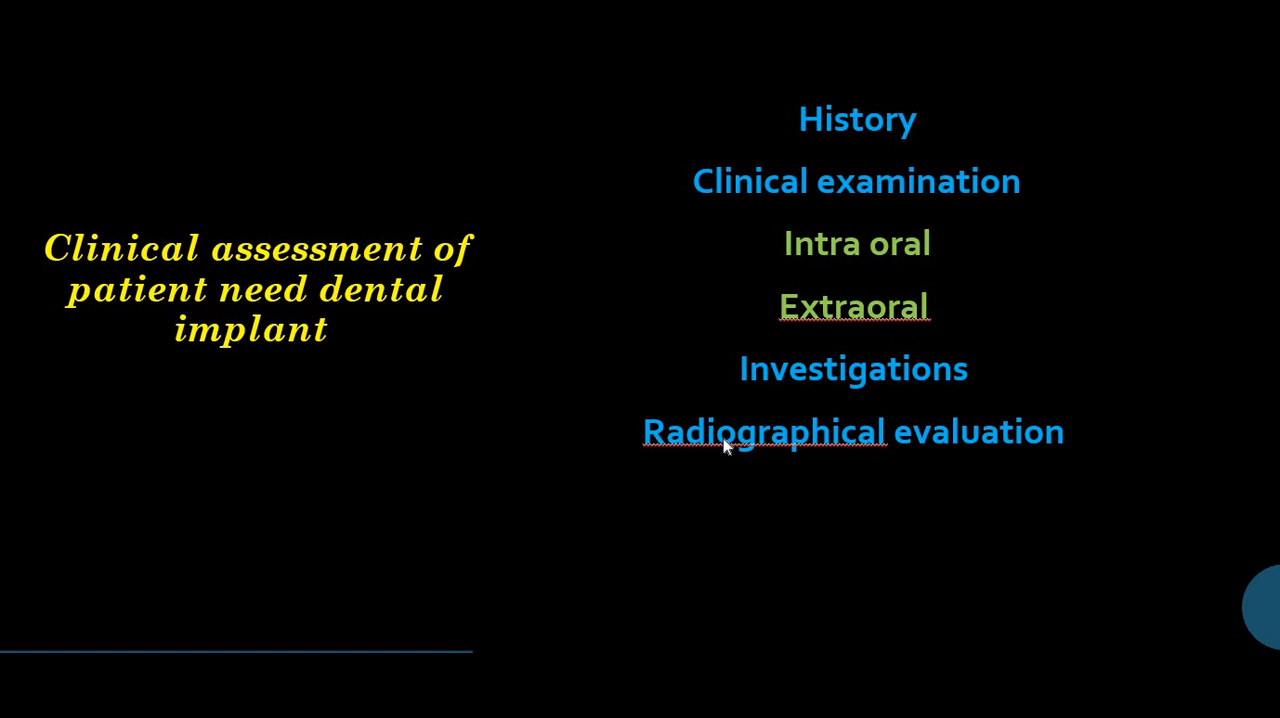 Clinical assessment of
patient need dental
implant
History
Clinical examination
Intra oral
Extraoral
Investigations
Radiographical evaluation